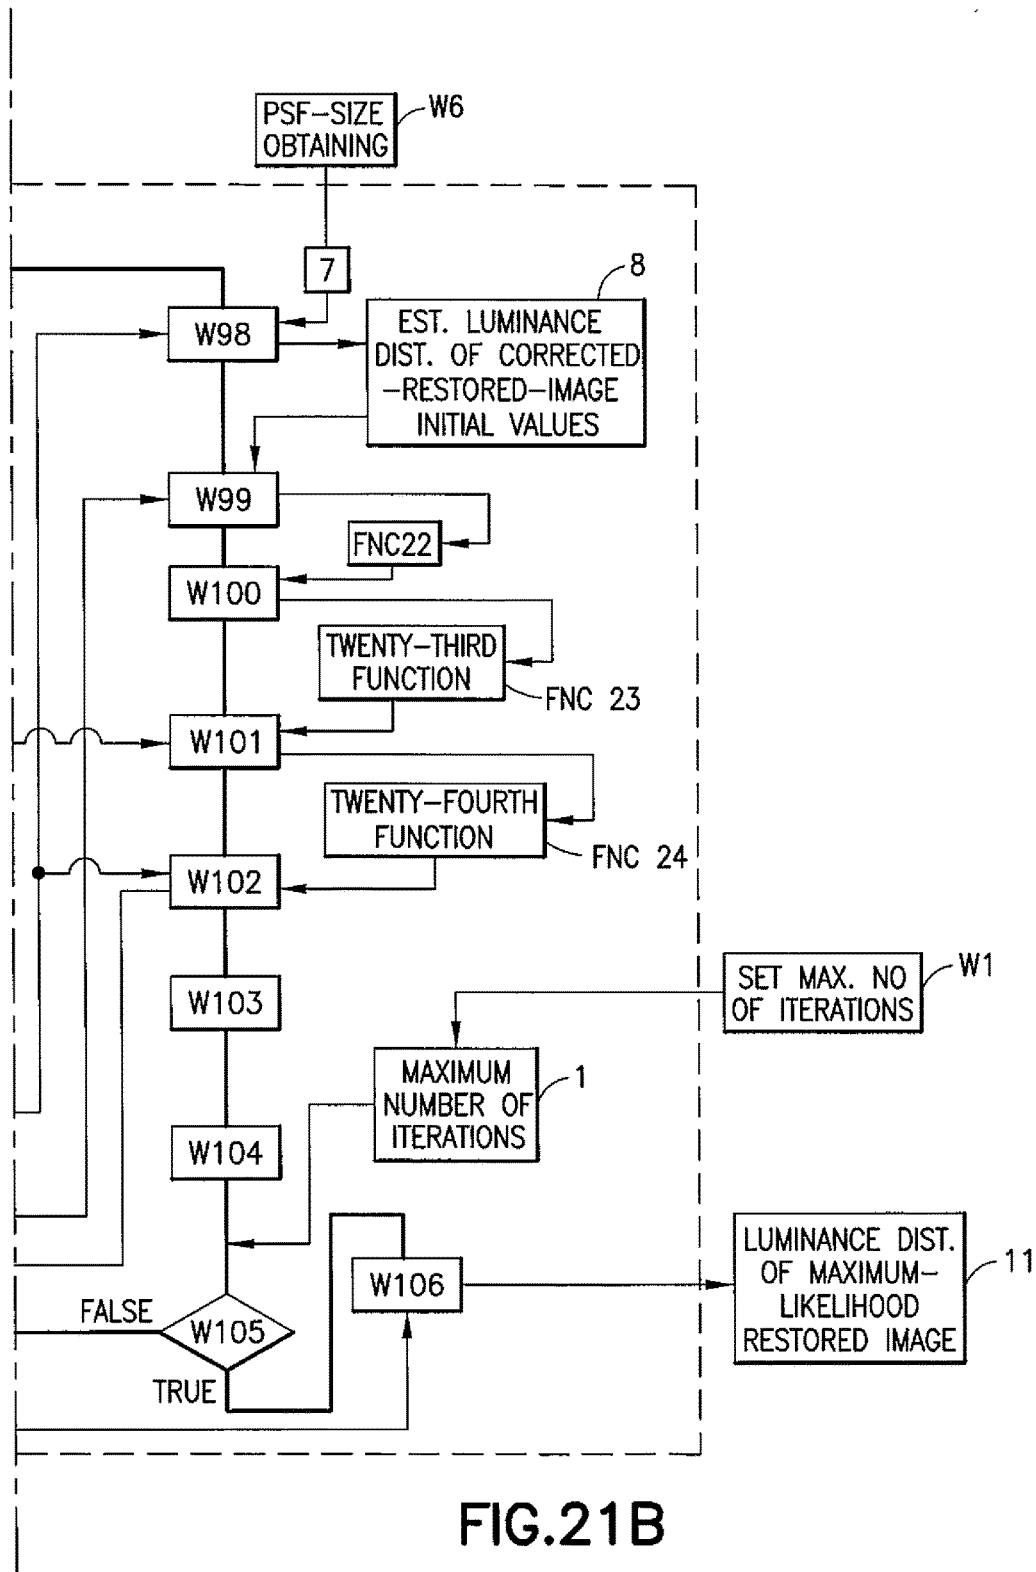 PSF-SIZE
OBTAINING
W6
7
8
W98
EST. LUMINANCE
DIST. OF CORRECTED
-RESTORED-IMAGE
INITIAL VALUES
W99
FNC22
W100
TWENTY-THIRD
FUNCTION
FNC 23
W101
TWENTY-FOURTH
FUNCTION
FNC 24
W102
SET MAX. NO
OF ITERATIONS
W1
W103
MAXIMUM
NUMBER OF
ITERATIONS
1
W104
LUMINANCE DIST.
OF MAXIMUM-
LIKELIHOOD
RESTORED IMAGE
11
W106
FALSE
W105
TRUE
FIG.21B